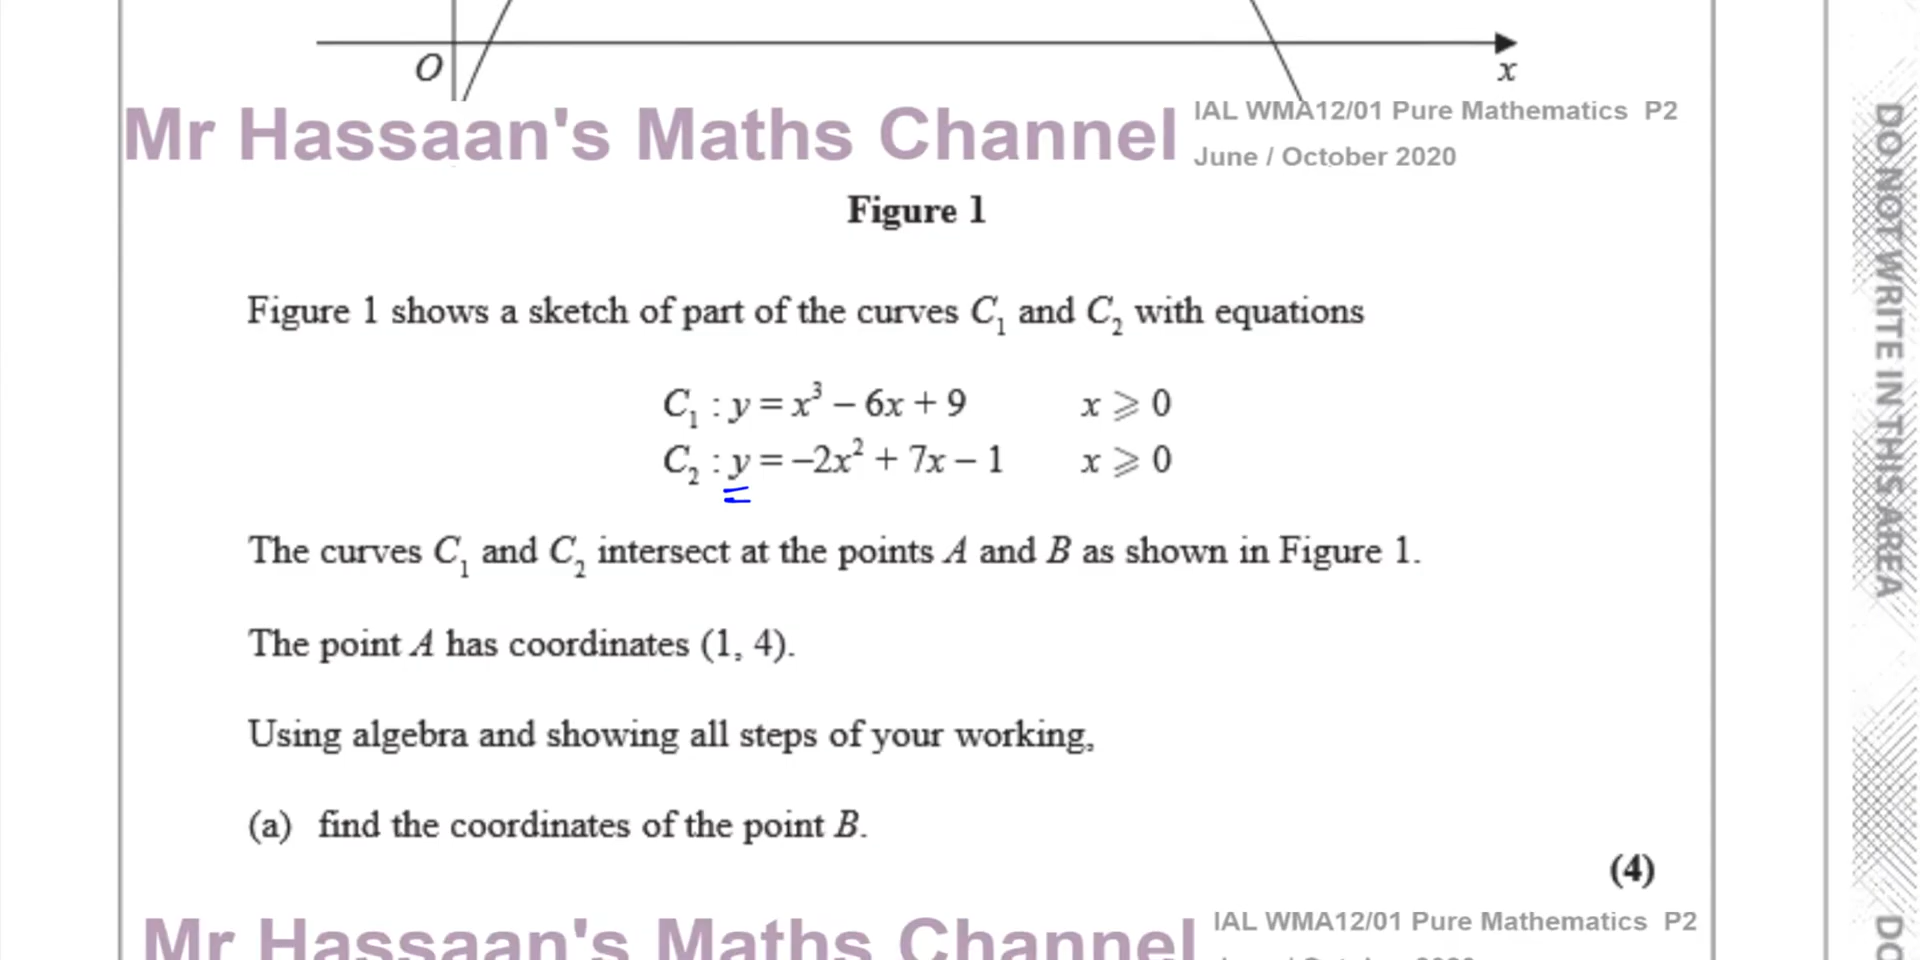 O
x
Mr Hassaan's Maths Channel IAL WMA12/01 Pure Mathematics P2
June / October 2020
Figure 1
Figure 1 shows a sketch of part of the curves C₁ and C₂ with equations
C₁ : y = x³ – 6x + 9 x ⩾ 0
C₂ : y = –2x² + 7x – 1 x ⩾ 0
The curves C₁ and C₂ intersect at the points A and B as shown in Figure 1.
The point A has coordinates (1, 4).
Using algebra and showing all steps of your working,
(a) find the coordinates of the point B.
(4)
Mr Hassaan's Maths Channel IAL WMA12/01 Pure Mathematics P2
DO NOT WRITE IN THIS AREA
DO